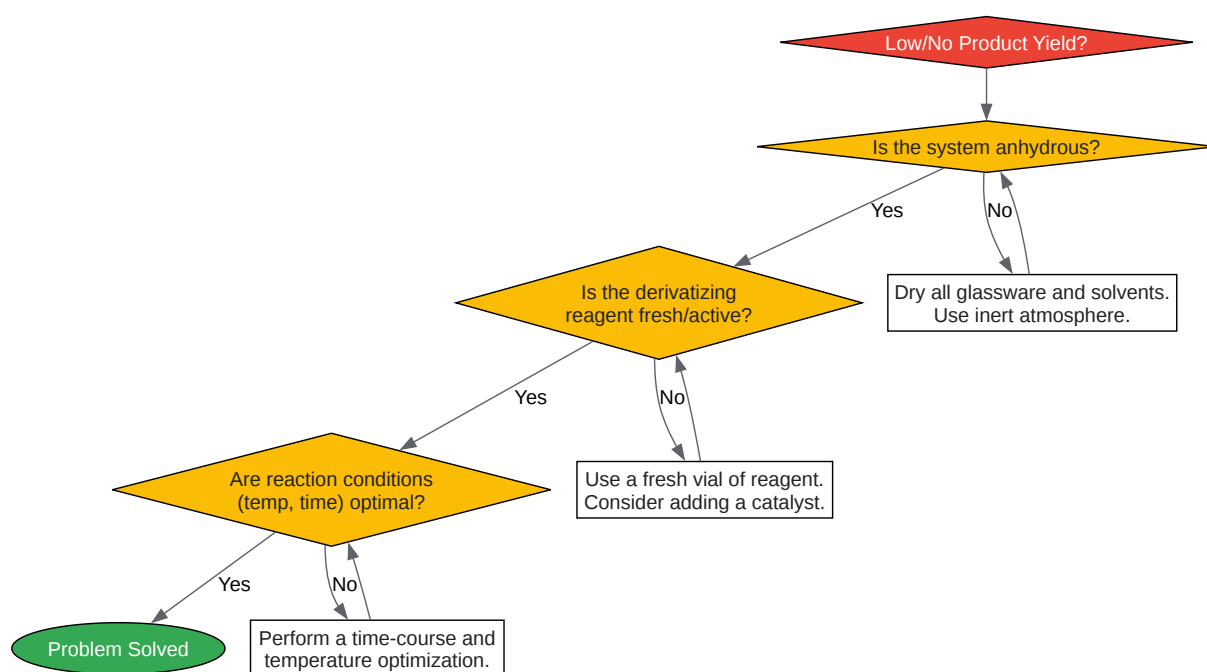 Low/No Product Yield?
Is the system anhydrous?
Yes
No
Dry all glassware and solvents.
Use inert atmosphere.
Is the derivatizing
reagent fresh/active?
Yes
No
Use a fresh vial of reagent.
Consider adding a catalyst.
Are reaction conditions
(temp, time) optimal?
Yes
No
Problem Solved
Perform a time-course and
temperature optimization.